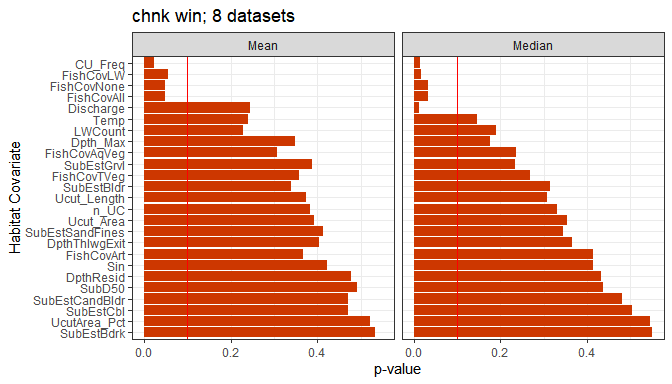 chnk win; 8 datasets
Mean
Median
Habitat Covariate
CU_Freq
FishCovLW
FishCovNone
FishCovAll
Discharge
Temp
LWCount
Dpth_Max
FishCovAqVeg
SubEstGrvl
FishCovTVeg
SubEstBldr
Ucut_Length
n_UC
Ucut_Area
SubEstSandFines
DpthThlwgExit
FishCovArt
Sin
DpthResid
SubD50
SubEstCandBldr
SubEstCbl
UcutArea_Pct
SubEstBdrk
0.0 0.2 0.4
0.0 0.2 0.4
p-value